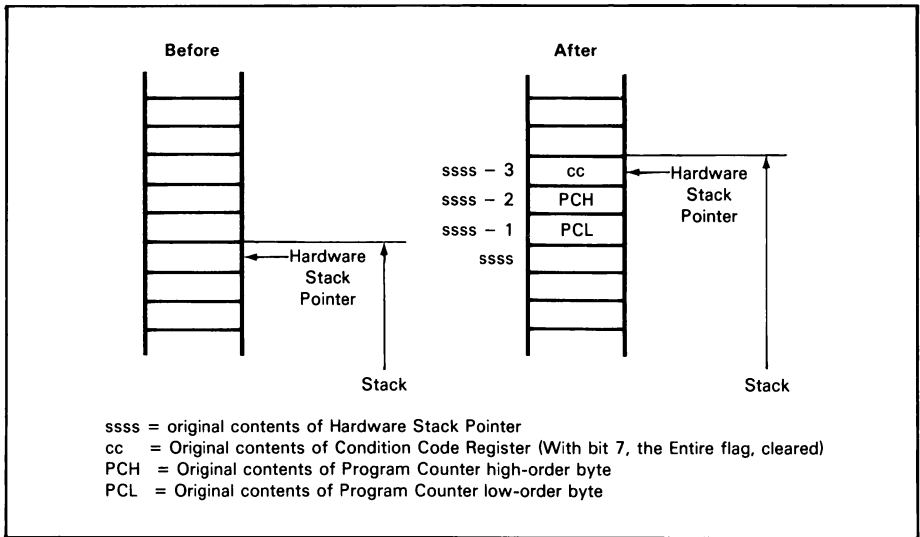 Before
After
ssss – 3
cc
Hardware
Stack
Pointer
ssss – 2
PCH
ssss – 1
PCL
ssss
Hardware
Stack
Pointer
Stack
Stack
ssss = original contents of Hardware Stack Pointer
cc = Original contents of Condition Code Register (With bit 7, the Entire flag, cleared)
PCH = Original contents of Program Counter high-order byte
PCL = Original contents of Program Counter low-order byte